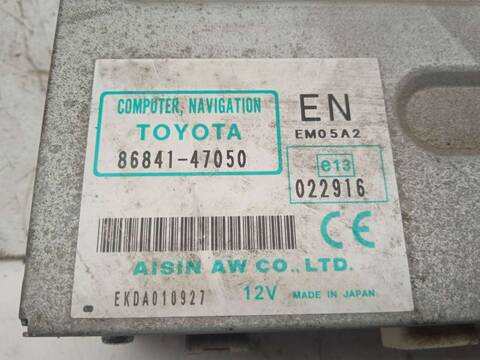 COMPUTER, NAVIGATION
TOYOTA
86841-47050
EN
EM05A2
e13
022916
CE
AISIN AW CO., LTD.
EKDA010927 12V MADE IN JAPAN